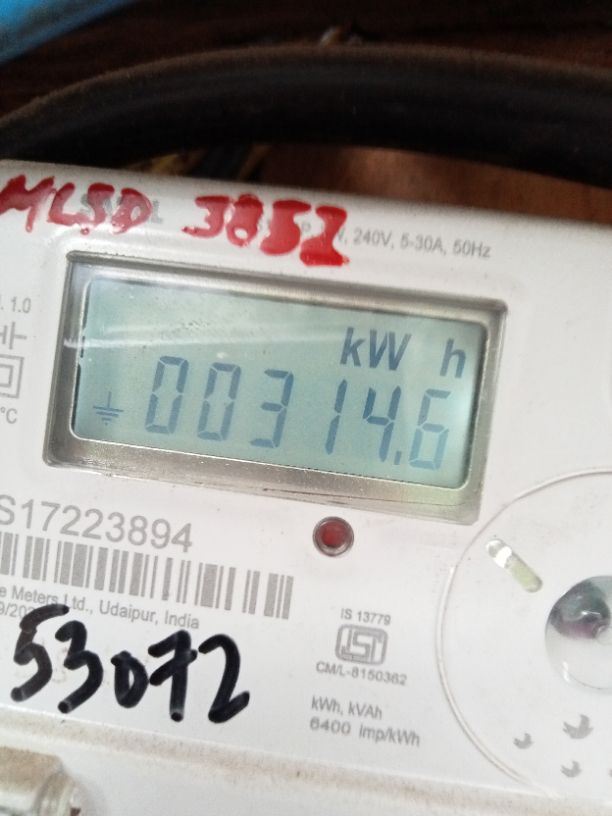 MLSD 3852
, 240V, 5-30A, 50Hz
. 1.0
kW h
00314.6
°C
S17223894
e Meters Ltd., Udaipur, India
53072
IS 13779
ISI
CM/L-8150362
kWh, kVAh
6400 Imp/kWh